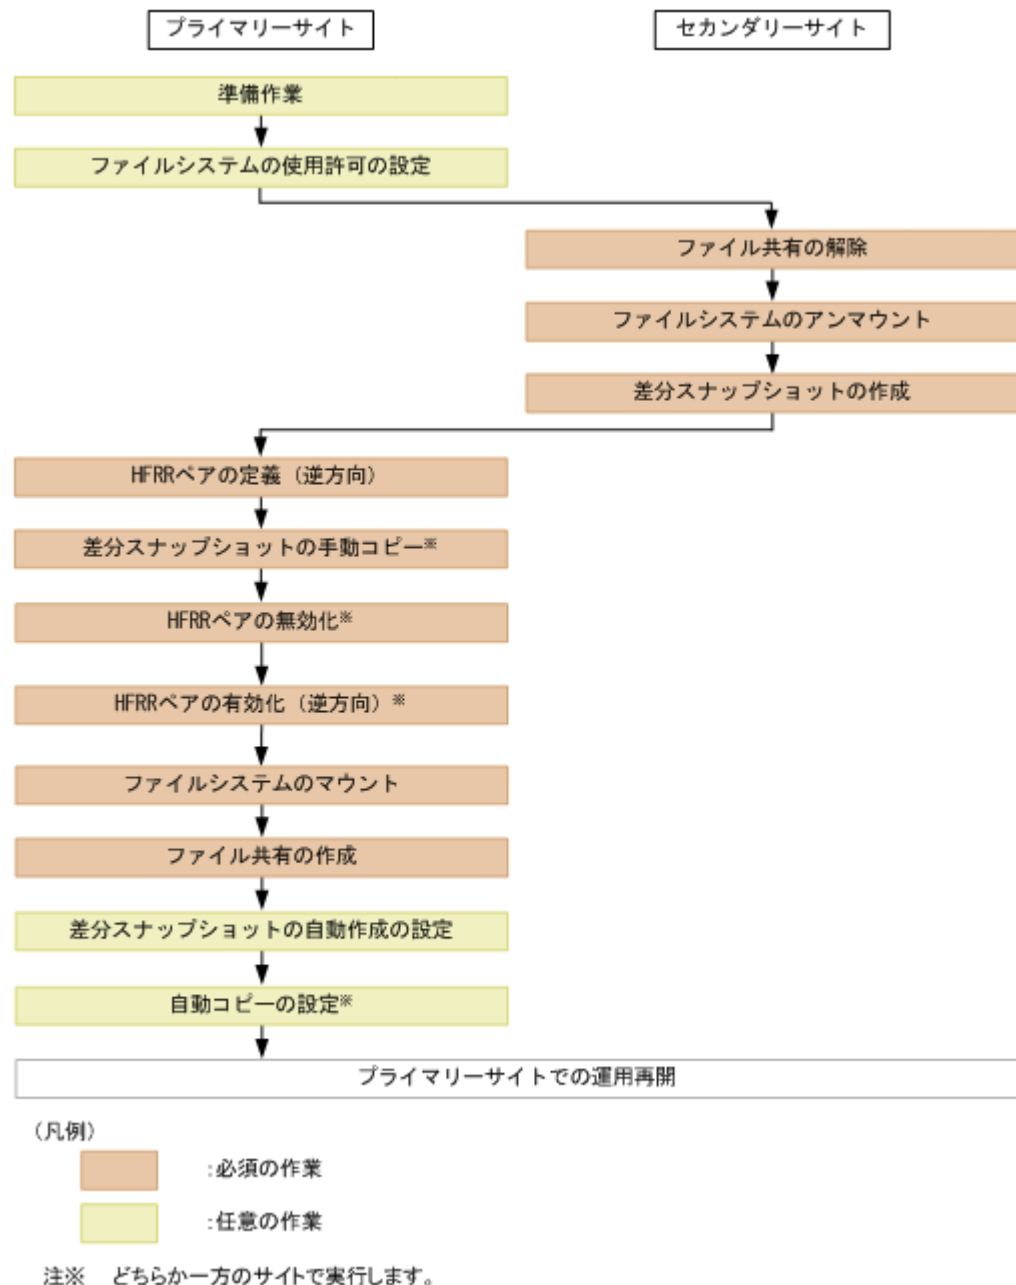 プライマリーサイト
セカンダリーサイト
準備作業
ファイルシステムの使用許可の設定
ファイル共有の解除
ファイルシステムのアンマウント
差分スナップショットの作成
HFRRペアの定義（逆方向）
差分スナップショットの手動コピー※
HFRRペアの無効化※
HFRRペアの有効化（逆方向）※
ファイルシステムのマウント
ファイル共有の作成
差分スナップショットの自動作成の設定
自動コピーの設定※
プライマリーサイトでの運用再開
（凡例）
:必須の作業
:任意の作業
注※　どちらか一方のサイトで実行します。